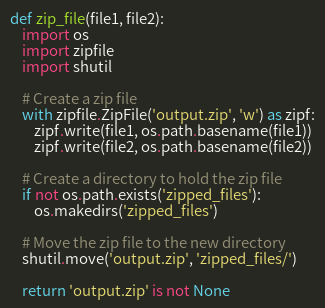 def zip_file(file1, file2):
    import os
    import zipfile
    import shutil

    # Create a zip file
    with zipfile.ZipFile('output.zip', 'w') as zipf:
        zipf.write(file1, os.path.basename(file1))
        zipf.write(file2, os.path.basename(file2))

    # Create a directory to hold the zip file
    if not os.path.exists('zipped_files'):
        os.makedirs('zipped_files')

    # Move the zip file to the new directory
    shutil.move('output.zip', 'zipped_files/')

    return 'output.zip' is not None